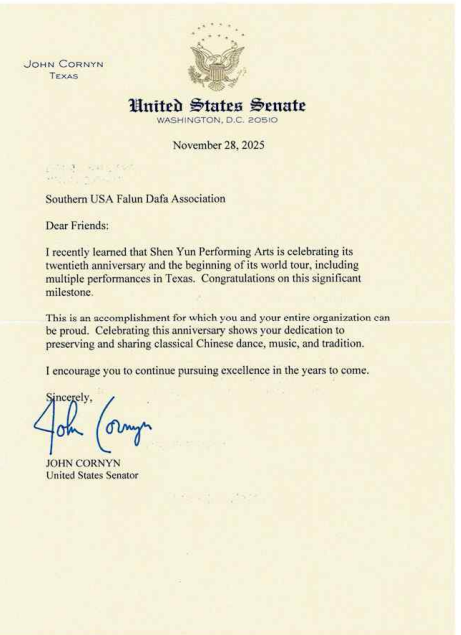 JOHN CORNYN
TEXAS
United States Senate
WASHINGTON, D.C. 20510
November 28, 2025
Southern USA Falun Dafa Association
Dear Friends:
I recently learned that Shen Yun Performing Arts is celebrating its
twentieth anniversary and the beginning of its world tour, including
multiple performances in Texas.  Congratulations on this significant
milestone.
This is an accomplishment for which you and your entire organization can
be proud.  Celebrating this anniversary shows your dedication to
preserving and sharing classical Chinese dance, music, and tradition.
I encourage you to continue pursuing excellence in the years to come.
Sincerely,
John Cornyn
JOHN CORNYN
United States Senator